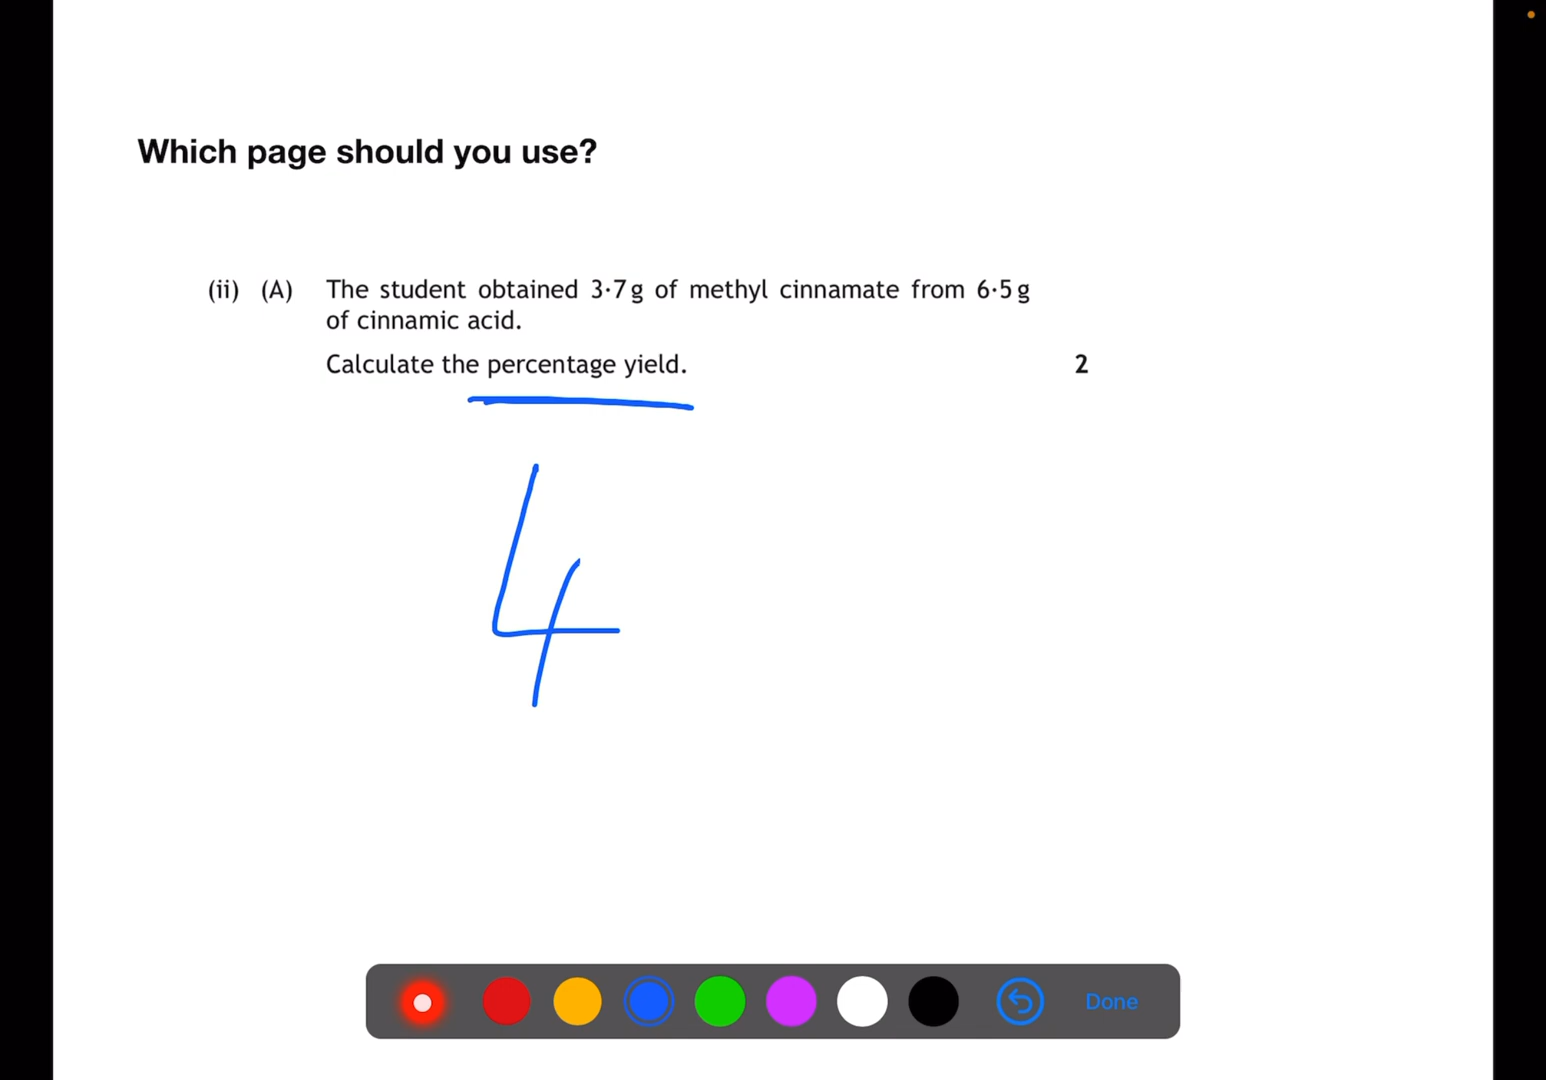 Which page should you use?
(ii) (A) The student obtained 3·7 g of methyl cinnamate from 6·5 g
of cinnamic acid.
Calculate the percentage yield. 2
4
Done